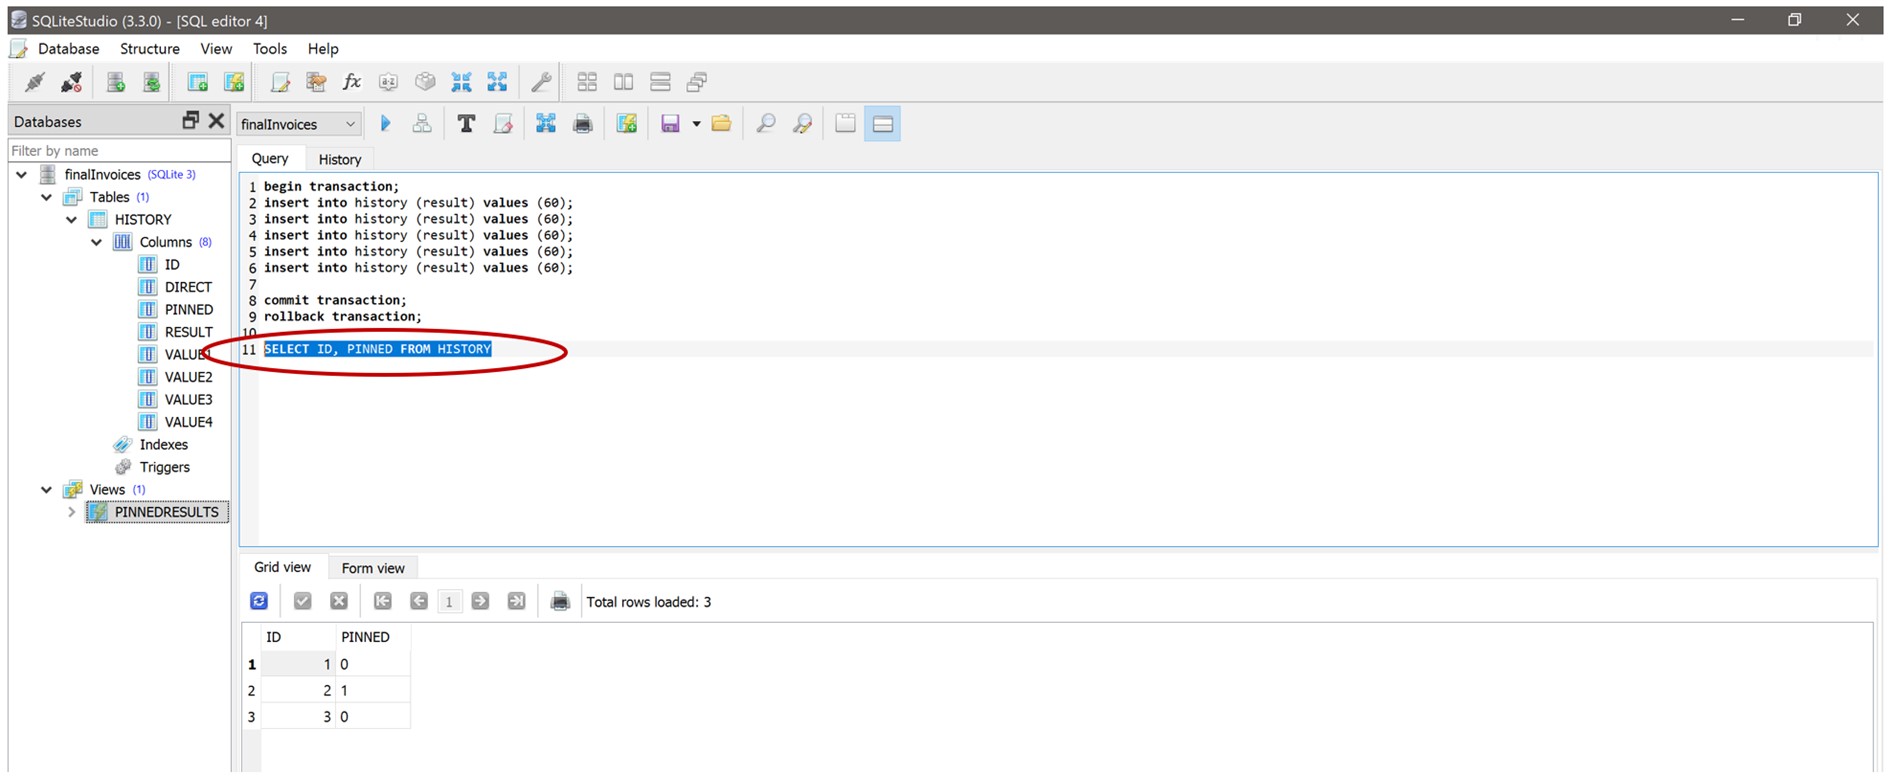 SQLiteStudio (3.3.0) - [SQL editor 4]
Database Structure View Tools Help
Databases
finalInvoices
Filter by name
Query History
finalInvoices (SQLite 3)
Tables (1)
HISTORY
Columns (8)
ID
DIRECT
PINNED
RESULT
VALUE1
VALUE2
VALUE3
VALUE4
Indexes
Triggers
Views (1)
PINNEDRESULTS
1 begin transaction;
2 insert into history (result) values (60);
3 insert into history (result) values (60);
4 insert into history (result) values (60);
5 insert into history (result) values (60);
6 insert into history (result) values (60);
7
8 commit transaction;
9 rollback transaction;
10
11 SELECT ID, PINNED FROM HISTORY
Grid view Form view
1 Total rows loaded: 3
ID PINNED
1 1 0
2 2 1
3 3 0